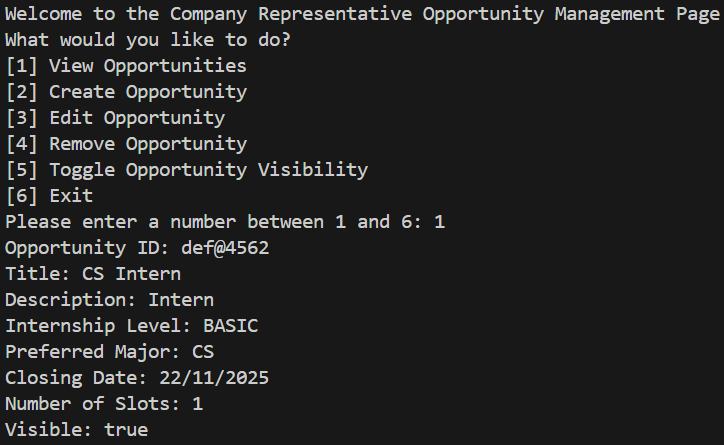 Welcome to the Company Representative Opportunity Management Page
What would you like to do?
[1] View Opportunities
[2] Create Opportunity
[3] Edit Opportunity
[4] Remove Opportunity
[5] Toggle Opportunity Visibility
[6] Exit
Please enter a number between 1 and 6: 1
Opportunity ID: def@4562
Title: CS Intern
Description: Intern
Internship Level: BASIC
Preferred Major: CS
Closing Date: 22/11/2025
Number of Slots: 1
Visible: true